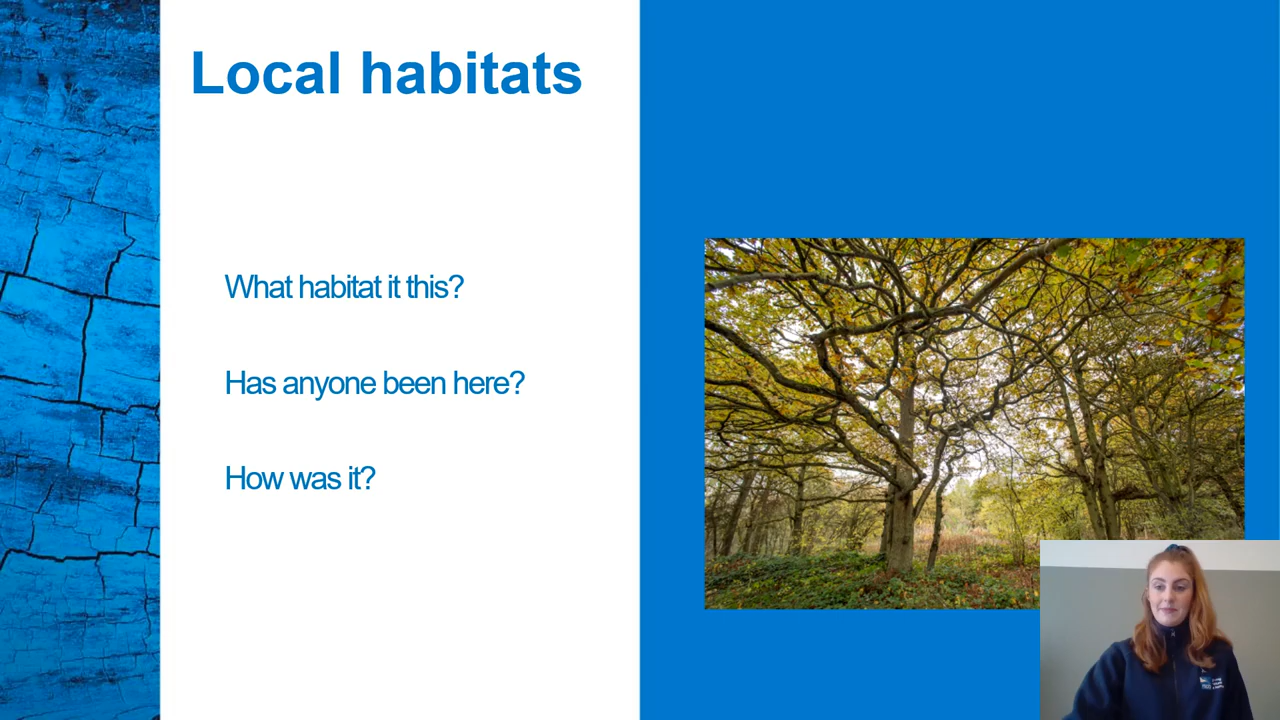 Local habitats
What habitat it this?
Has anyone been here?
How was it?